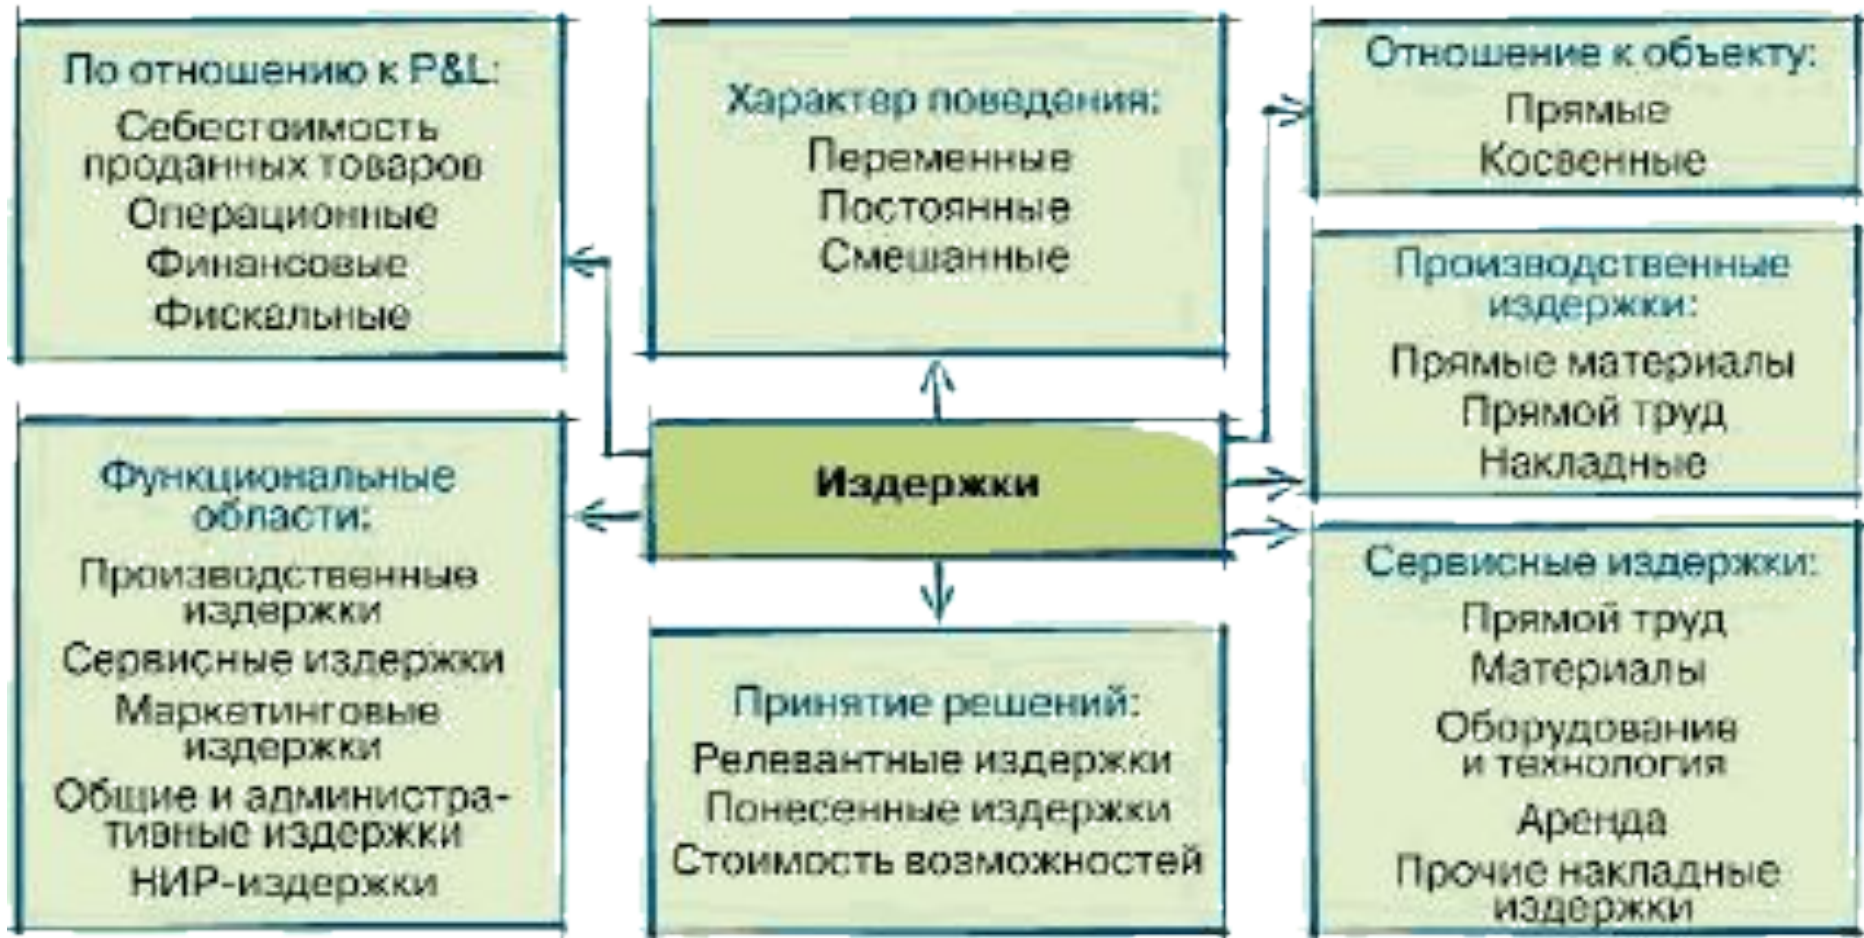 По отношению к P&L:
Себестоимость
проданных товаров
Операционные
Финансовые
Фискальные
Характер поведения:
Переменные
Постоянные
Смешанные
Отношение к объекту:
Прямые
Косвенные
Производственные
издержки:
Прямые материалы
Прямой труд
Накладные
Функциональные
области:
Производственные
издержки
Сервисные издержки
Маркетинговые
издержки
Общие и администра-
тивные издержки
НИР-издержки
Издержки
Принятие решений:
Релевантные издержки
Понесенные издержки
Стоимость возможностей
Сервисные издержки:
Прямой труд
Материалы
Оборудование
и технология
Аренда
Прочие накладные
издержки